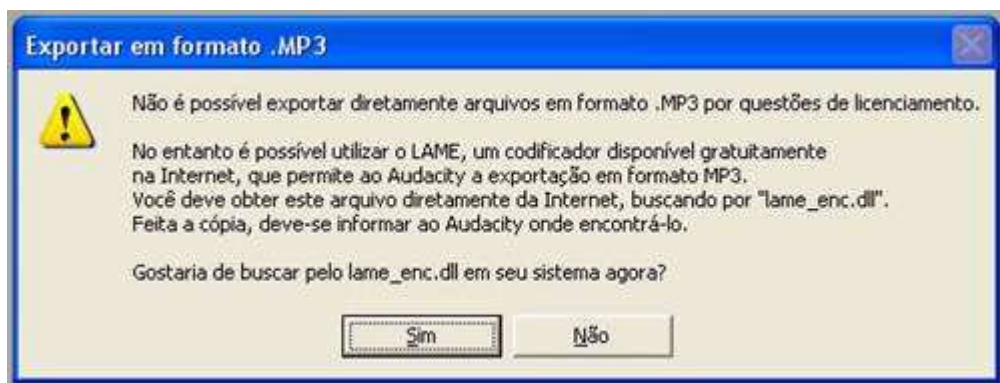 Exportar em formato .MP3
Não é possível exportar diretamente arquivos em formato .MP3 por questões de licenciamento.
No entanto é possível utilizar o LAME, um codificador disponível gratuitamente
na Internet, que permite ao Audacity a exportação em formato MP3.
Você deve obter este arquivo diretamente da Internet, buscando por "lame_enc.dll".
Feita a cópia, deve-se informar ao Audacity onde encontrá-lo.
Gostaria de buscar pelo lame_enc.dll em seu sistema agora?
Sim
Não